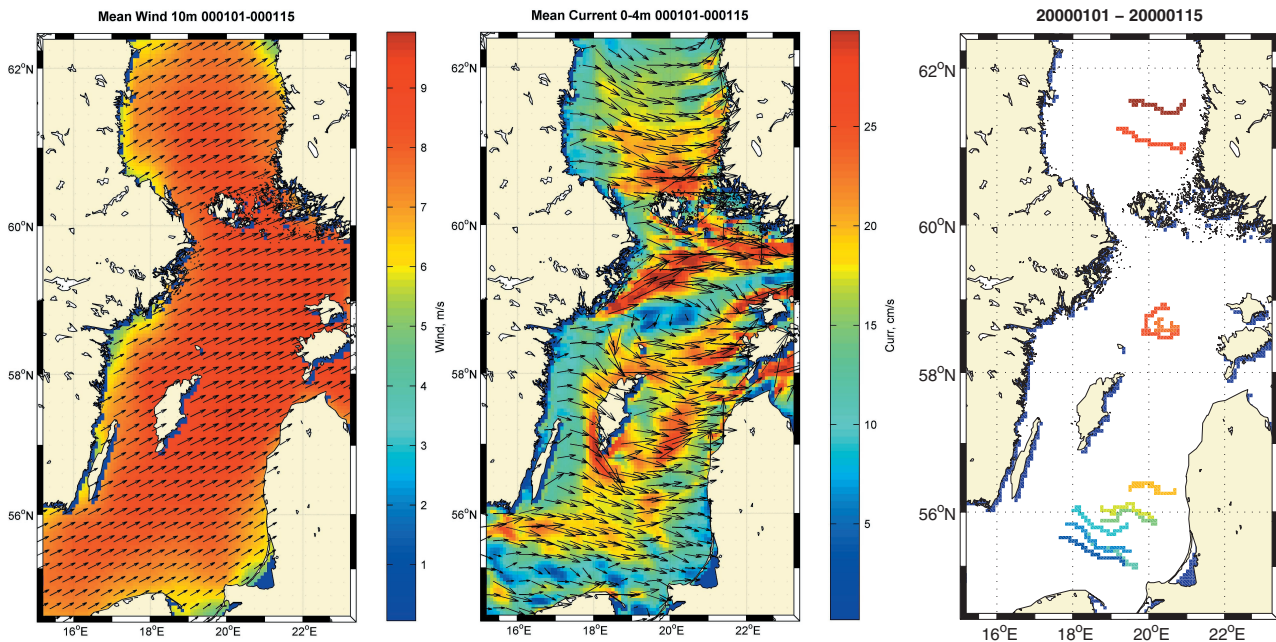 Mean Wind 10m 000101-000115
62°N
60°N
58°N
56°N
16°E
18°E
20°E
22°E
9
8
7
6
5
4
3
2
1
Wind, m/s
Mean Current 0-4m 000101-000115
62°N
60°N
58°N
56°N
16°E
18°E
20°E
22°E
25
20
15
10
5
Curr, cm/s
20000101 – 20000115
62°N
60°N
58°N
56°N
16°E
18°E
20°E
22°E